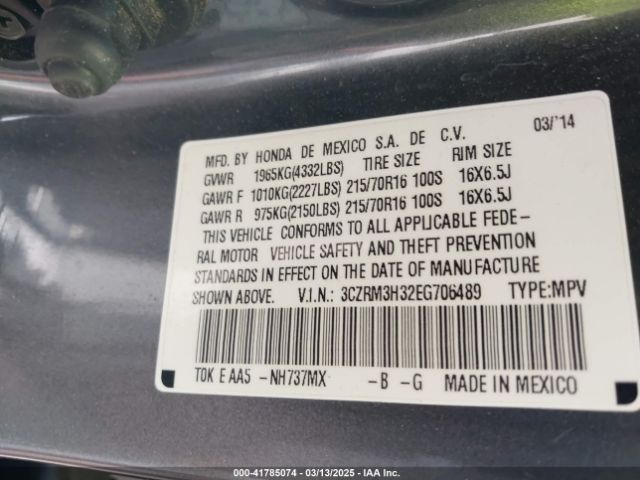 MFD. BY HONDA DE MEXICO S.A. DE C.V. 03/'14
GVWR 1965KG(4332LBS) TIRE SIZE RIM SIZE
GAWR F 1010KG(2227LBS) 215/70R16 100S 16X6.5J
GAWR R 975KG(2150LBS) 215/70R16 100S 16X6.5J
THIS VEHICLE CONFORMS TO ALL APPLICABLE FEDE-
RAL MOTOR VEHICLE SAFETY AND THEFT PREVENTION
STANDARDS IN EFFECT ON THE DATE OF MANUFACTURE
SHOWN ABOVE. V.I.N.: 3CZRM3H32EG706489 TYPE:MPV
T0K E AA5 -NH737MX -B -G MADE IN MEXICO
000-41785074 | 03/13/2025 | IAA Inc.